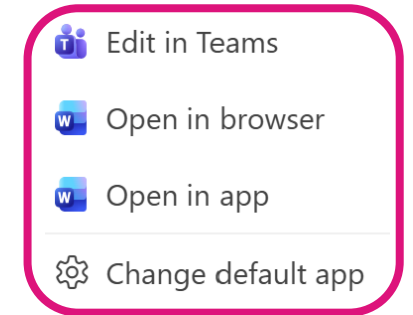 Edit in Teams
Open in browser
Open in app
Change default app